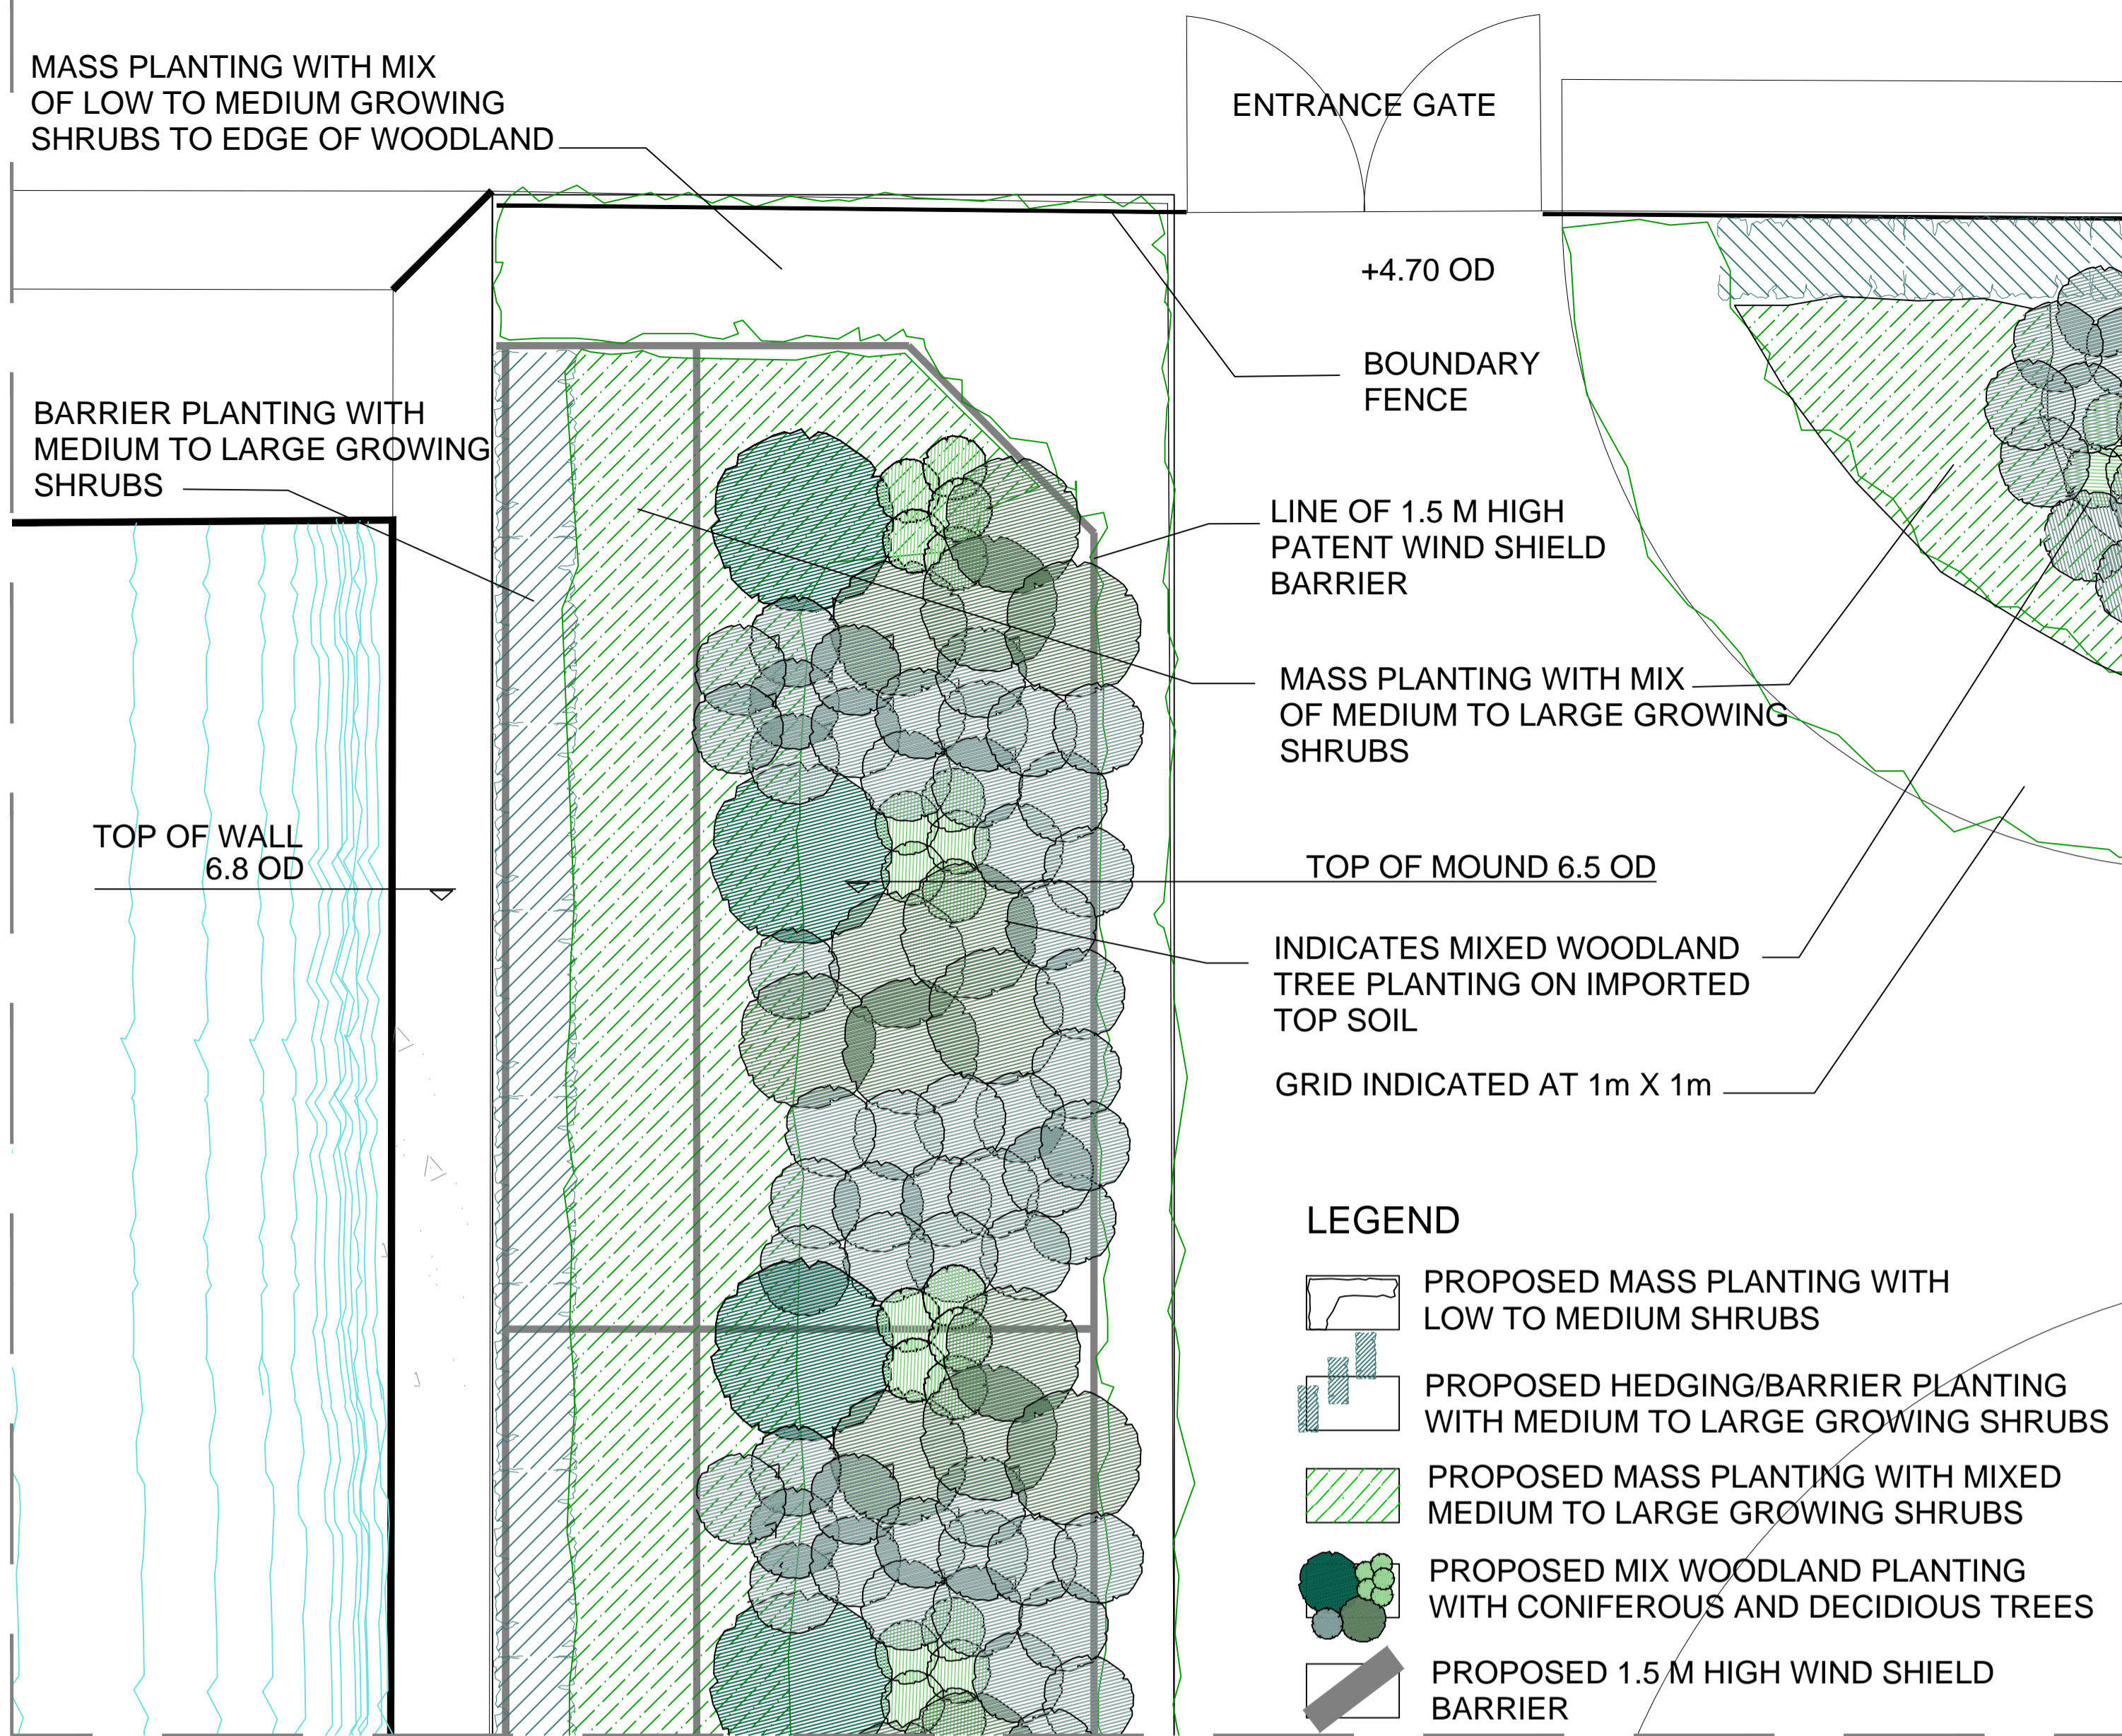 MASS PLANTING WITH MIX
OF LOW TO MEDIUM GROWING
SHRUBS TO EDGE OF WOODLAND
ENTRANCE GATE
+4.70 OD
BOUNDARY
FENCE
BARRIER PLANTING WITH
MEDIUM TO LARGE GROWING
SHRUBS
LINE OF 1.5 M HIGH
PATENT WIND SHIELD
BARRIER
MASS PLANTING WITH MIX
OF MEDIUM TO LARGE GROWING
SHRUBS
TOP OF WALL
6.8 OD
TOP OF MOUND 6.5 OD
INDICATES MIXED WOODLAND
TREE PLANTING ON IMPORTED
TOP SOIL
GRID INDICATED AT 1m X 1m
LEGEND
PROPOSED MASS PLANTING WITH
LOW TO MEDIUM SHRUBS
PROPOSED HEDGING/BARRIER PLANTING
WITH MEDIUM TO LARGE GROWING SHRUBS
PROPOSED MASS PLANTING WITH MIXED
MEDIUM TO LARGE GROWING SHRUBS
PROPOSED MIX WOODLAND PLANTING
WITH CONIFEROUS AND DECIDIOUS TREES
PROPOSED 1.5 M HIGH WIND SHIELD
BARRIER